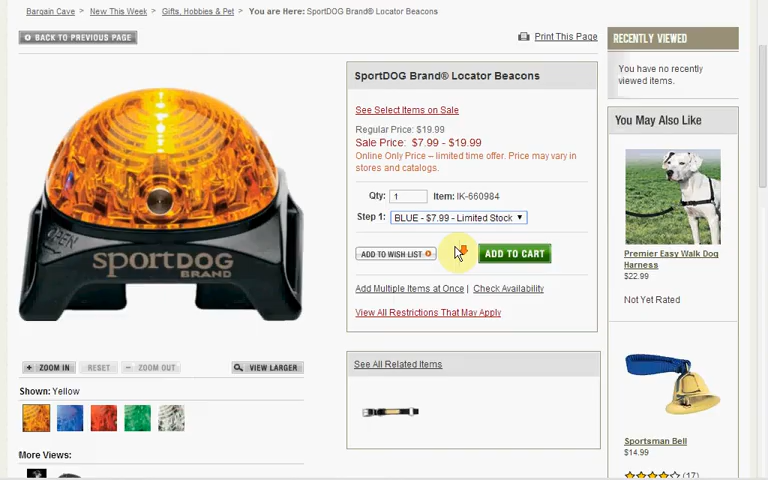 Bargain Cave > New This Week > Gifts, Hobbies & Pet > You are Here: SportDOG Brand® Locator Beacons
BACK TO PREVIOUS PAGE
Print This Page
OPEN
SPORTDOG
BRAND
ZOOM IN RESET ZOOM OUT VIEW LARGER
Shown: Yellow
More Views:
SportDOG Brand® Locator Beacons
See Select Items on Sale
Regular Price: $19.99
Sale Price: $7.99 - $19.99
Online Only Price – limited time offer. Price may vary in
stores and catalogs.
Qty: 1 Item: IK-660984
Step 1: BLUE - $7.99 - Limited Stock
ADD TO WISH LIST ADD TO CART
Add Multiple Items at Once | Check Availability
View All Restrictions That May Apply
See All Related Items
RECENTLY VIEWED
You have no recently
viewed items.
You May Also Like
Premier Easy Walk Dog
Harness
$22.99
Not Yet Rated
Sportsman Bell
$14.99
(17)